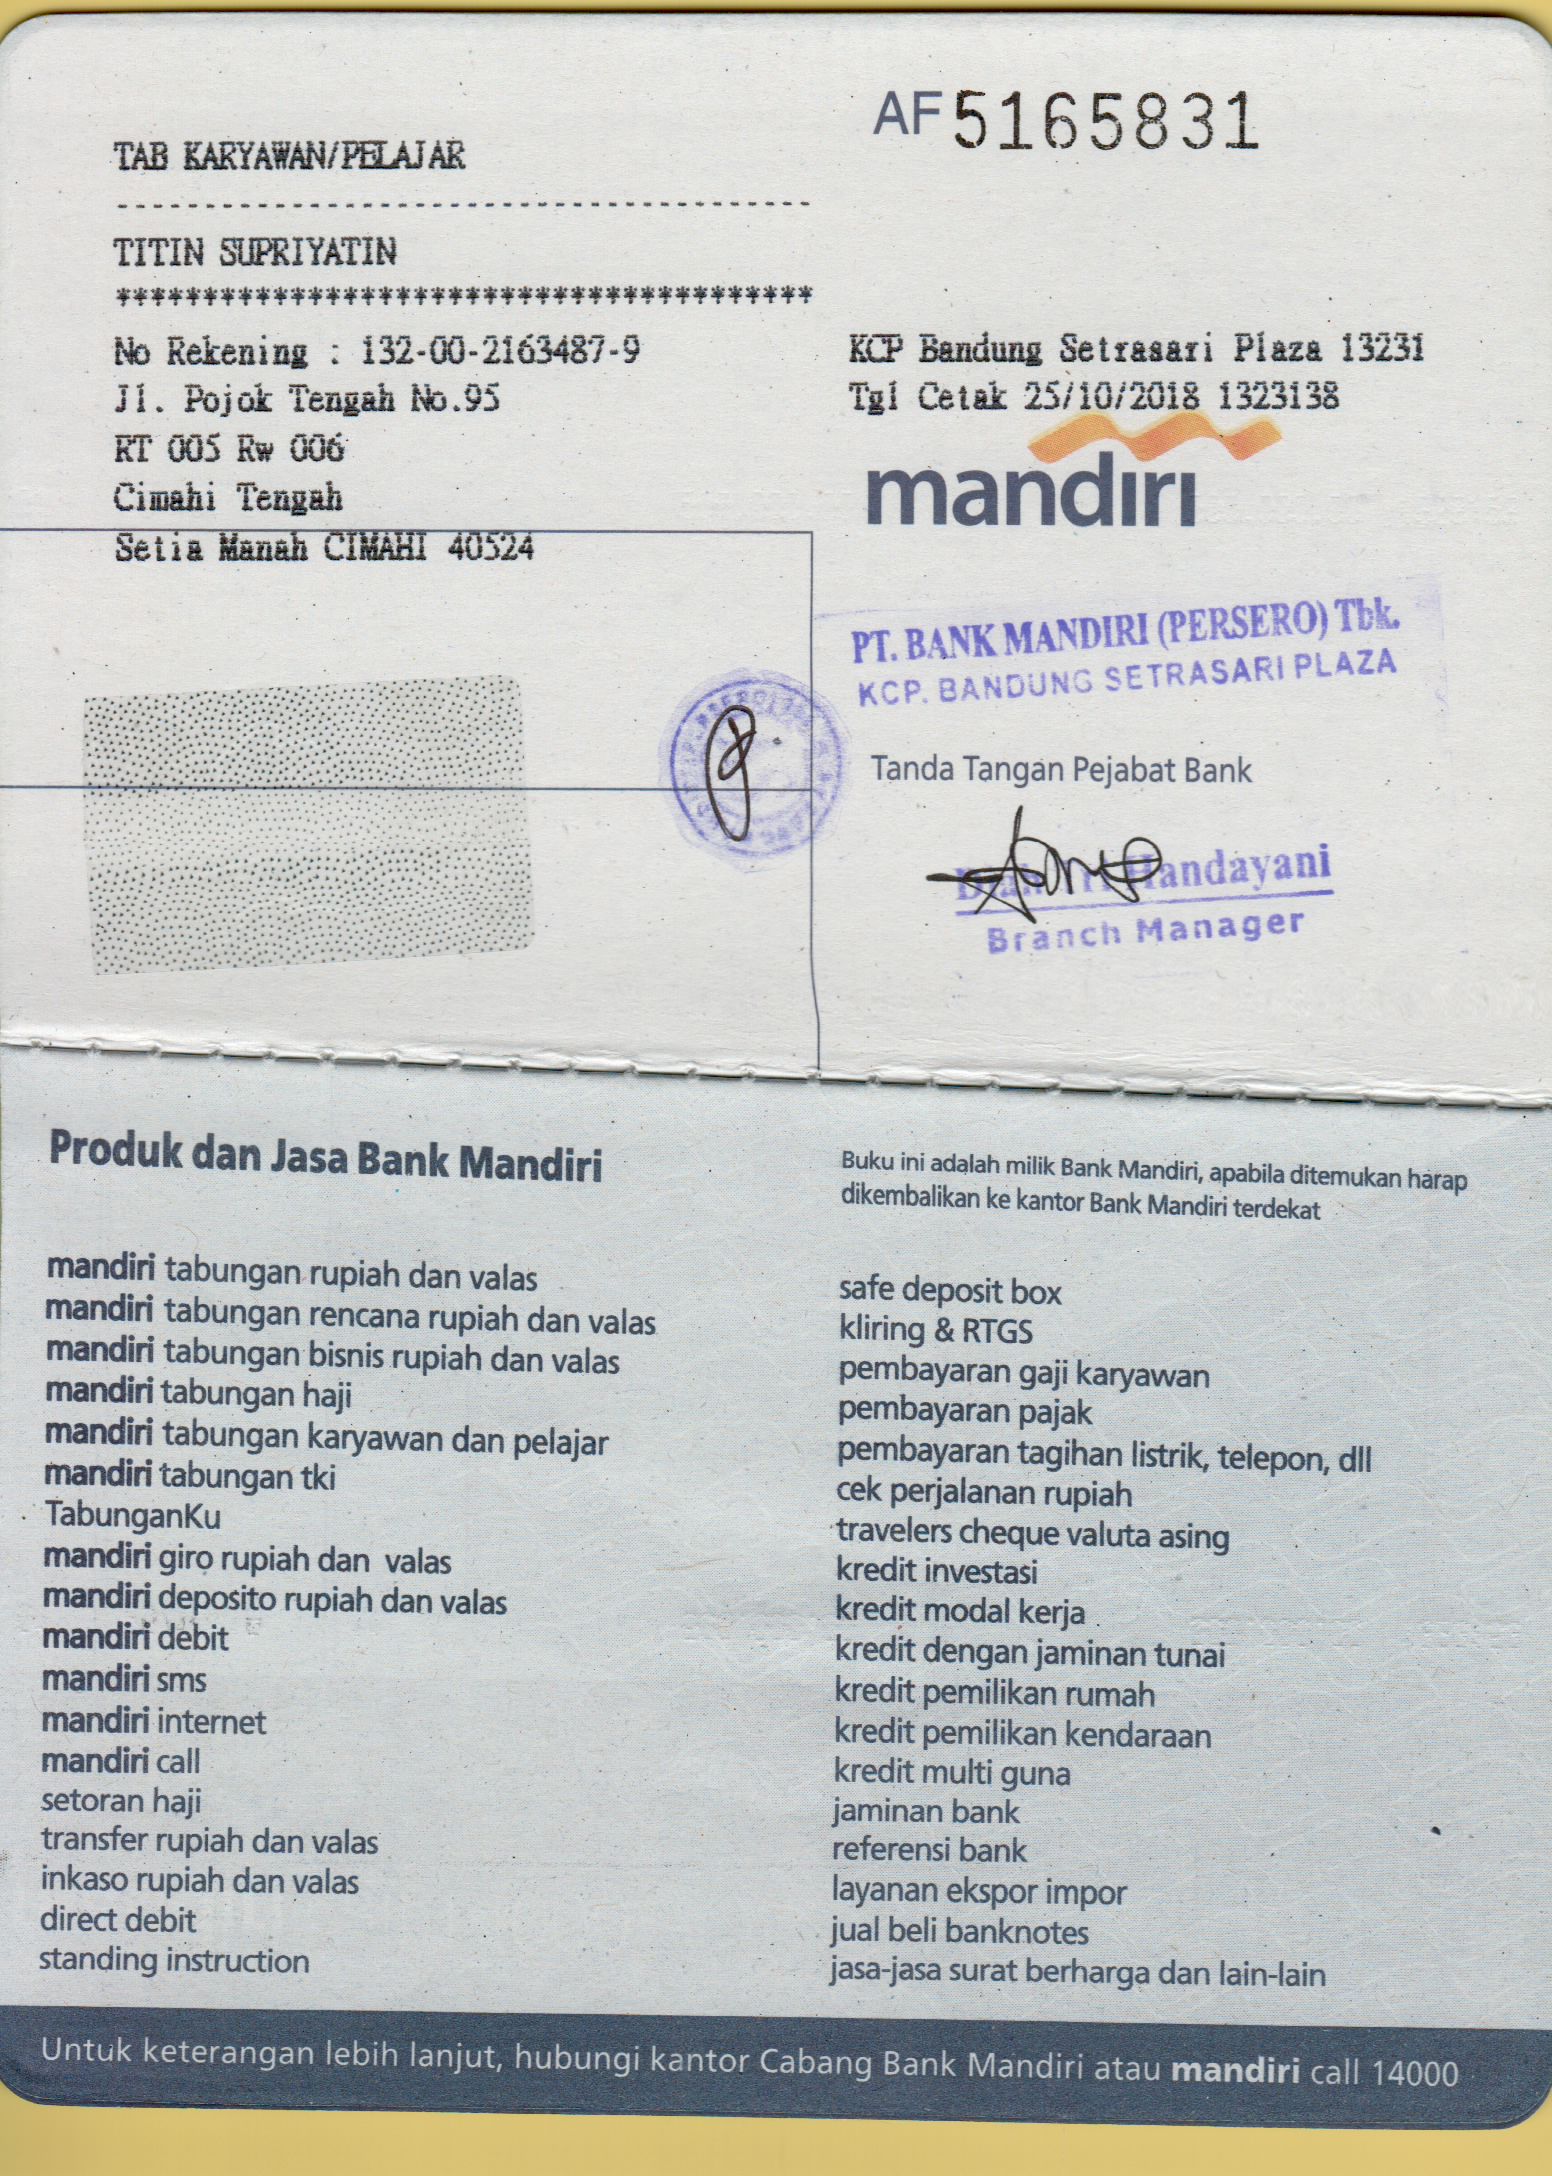 AF 5165831
TAB KARYAWAN/PELAJAR
----------------------------------------
TITIN SUPRIYATIN
****************************************
No Rekening : 132-00-2163487-9
Jl. Pojok Tengah No.95
RT 005 Rw 006
Cimahi Tengah
Setia Manah CIMAHI 40524
KCP Bandung Setrasari Plaza 13231
Tgl Cetak 25/10/2018 1323138
mandiri
PT. BANK MANDIRI (PERSERO) Tbk.
KCP. BANDUNG SETRASARI PLAZA
Tanda Tangan Pejabat Bank
Handayani
Branch Manager
Produk dan Jasa Bank Mandiri
mandiri tabungan rupiah dan valas
mandiri tabungan rencana rupiah dan valas
mandiri tabungan bisnis rupiah dan valas
mandiri tabungan haji
mandiri tabungan karyawan dan pelajar
mandiri tabungan tki
TabunganKu
mandiri giro rupiah dan valas
mandiri deposito rupiah dan valas
mandiri debit
mandiri sms
mandiri internet
mandiri call
setoran haji
transfer rupiah dan valas
inkaso rupiah dan valas
direct debit
standing instruction
Buku ini adalah milik Bank Mandiri, apabila ditemukan harap
dikembalikan ke kantor Bank Mandiri terdekat
safe deposit box
kliring & RTGS
pembayaran gaji karyawan
pembayaran pajak
pembayaran tagihan listrik, telepon, dll
cek perjalanan rupiah
travelers cheque valuta asing
kredit investasi
kredit modal kerja
kredit dengan jaminan tunai
kredit pemilikan rumah
kredit pemilikan kendaraan
kredit multi guna
jaminan bank
referensi bank
layanan ekspor impor
jual beli banknotes
jasa-jasa surat berharga dan lain-lain
Untuk keterangan lebih lanjut, hubungi kantor Cabang Bank Mandiri atau mandiri call 14000